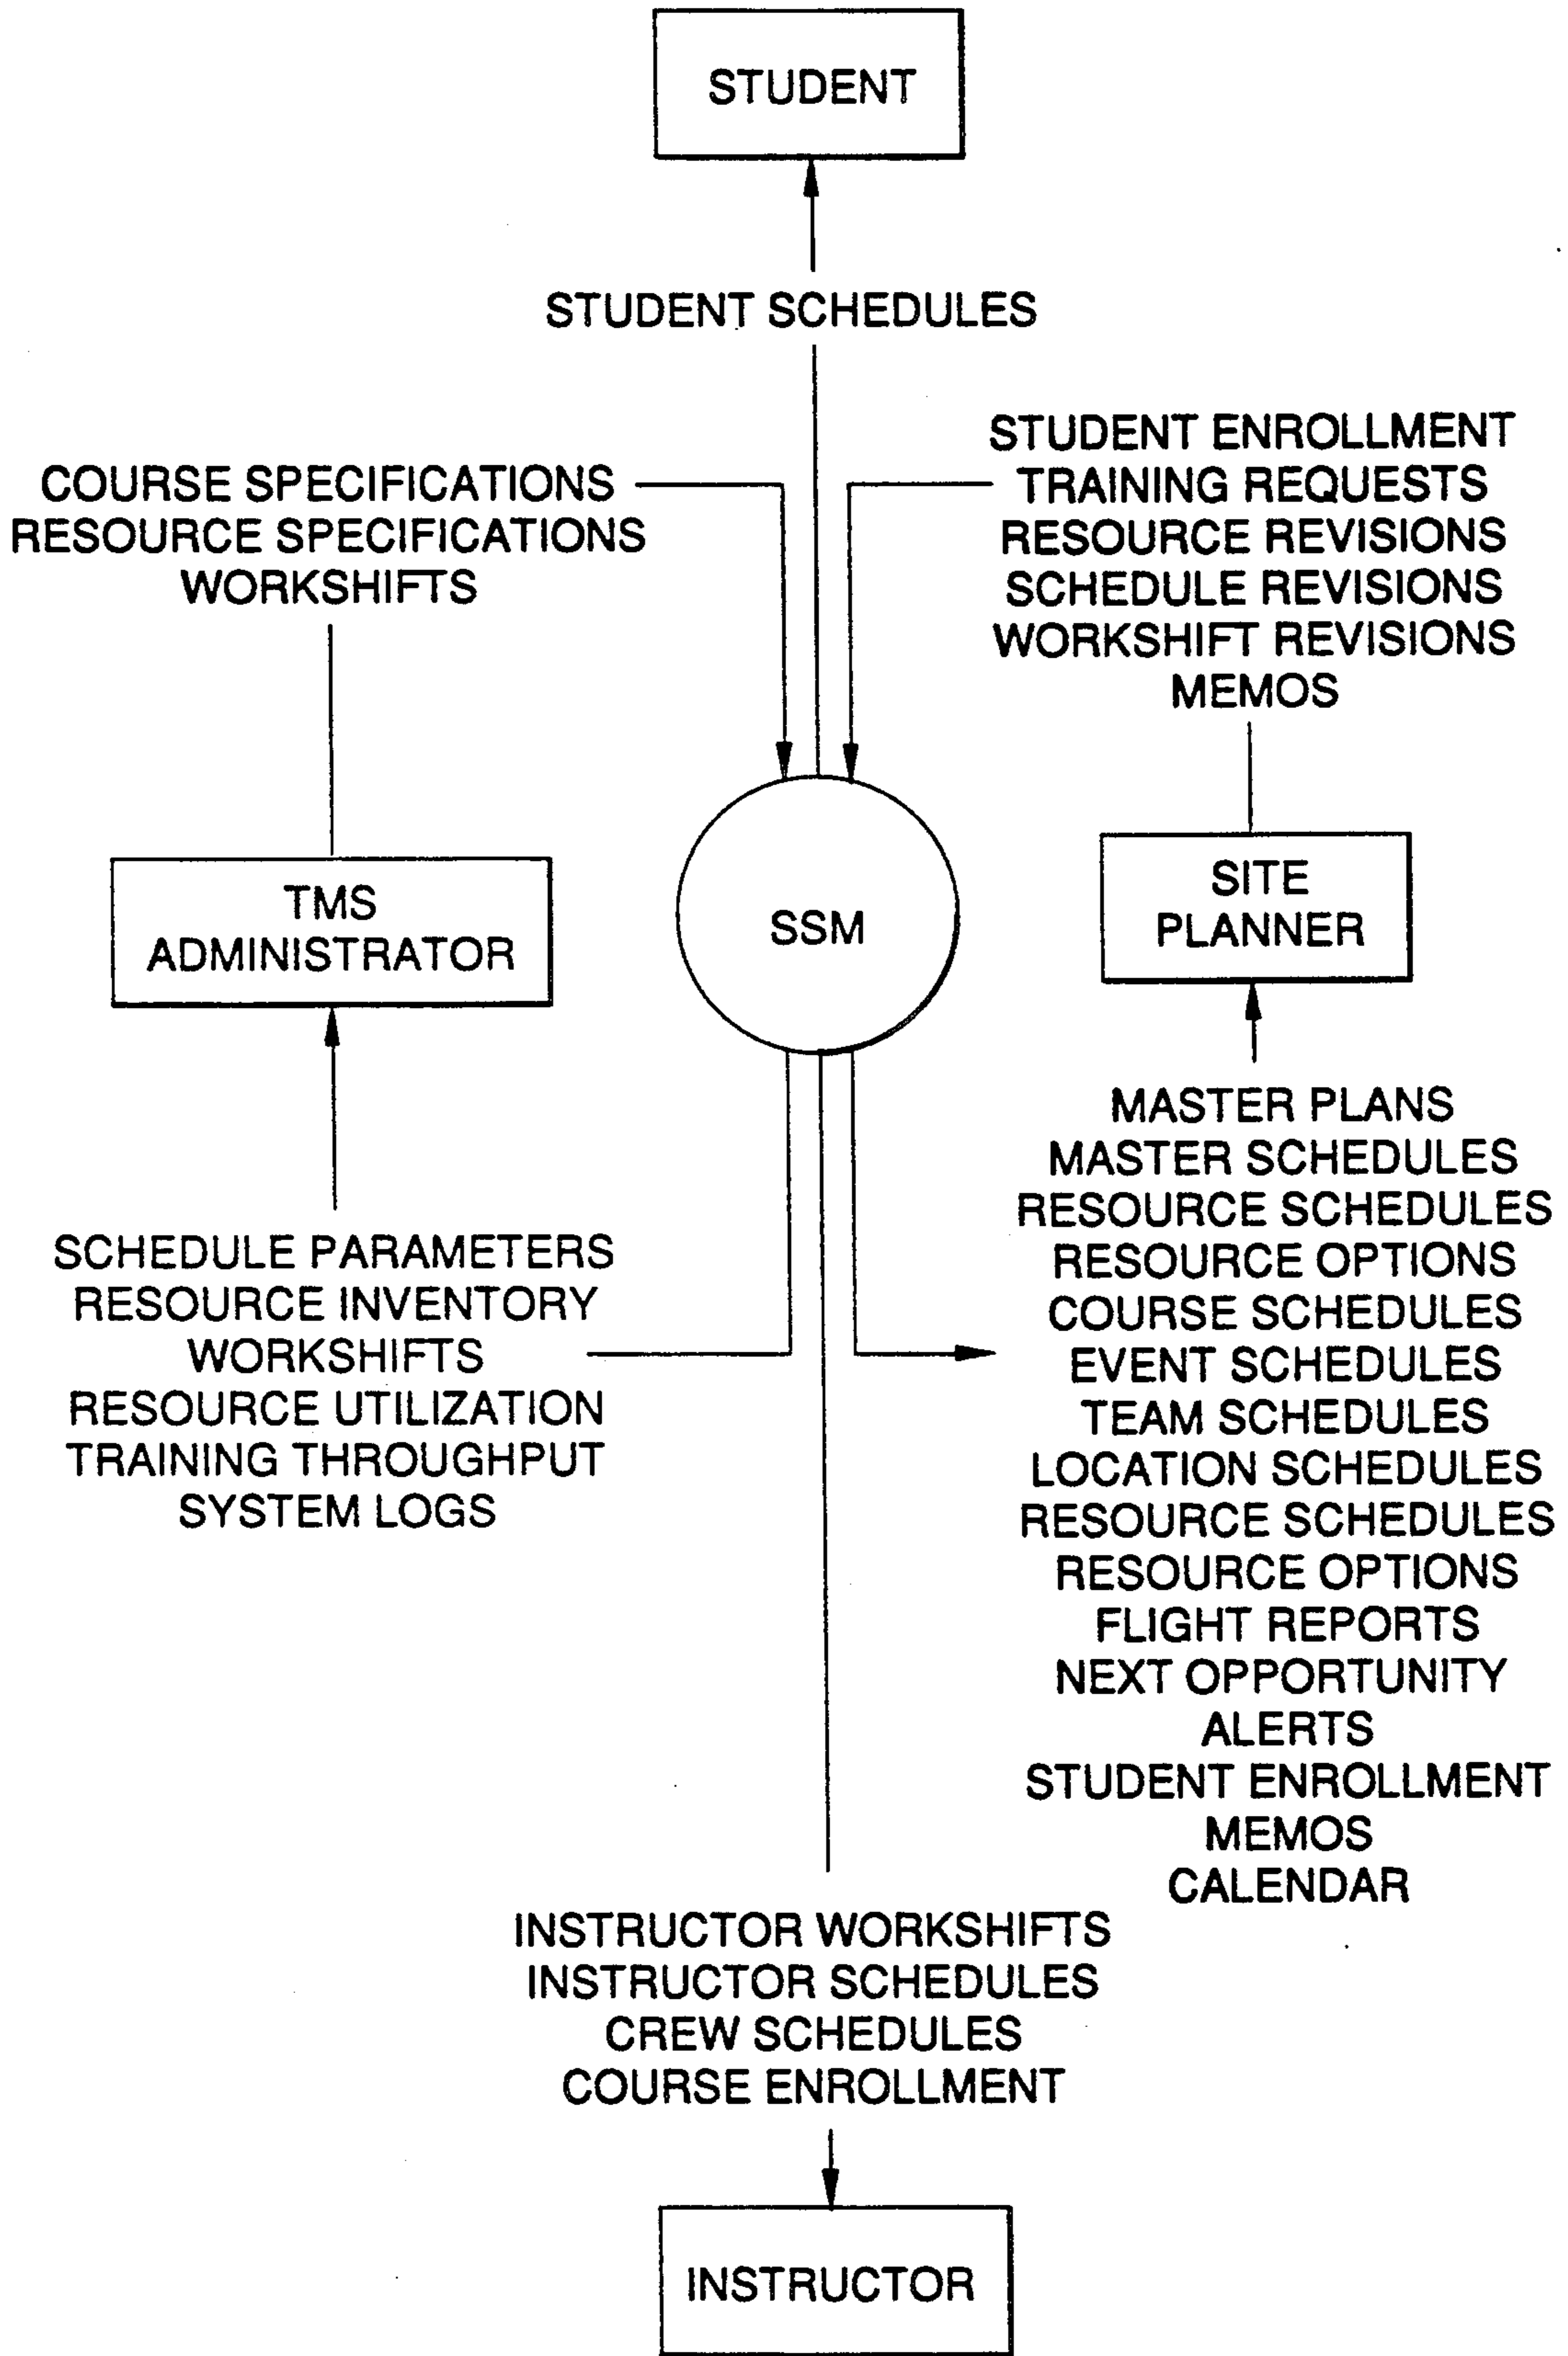 STUDENT
STUDENT SCHEDULES
COURSE SPECIFICATIONS
RESOURCE SPECIFICATIONS
WORKSHIFTS
STUDENT ENROLLMENT
TRAINING REQUESTS
RESOURCE REVISIONS
SCHEDULE REVISIONS
WORKSHIFT REVISIONS
MEMOS
TMS
ADMINISTRATOR
SSM
SITE
PLANNER
SCHEDULE PARAMETERS
RESOURCE INVENTORY
WORKSHIFTS
RESOURCE UTILIZATION
TRAINING THROUGHPUT
SYSTEM LOGS
MASTER PLANS
MASTER SCHEDULES
RESOURCE SCHEDULES
RESOURCE OPTIONS
COURSE SCHEDULES
EVENT SCHEDULES
TEAM SCHEDULES
LOCATION SCHEDULES
RESOURCE SCHEDULES
RESOURCE OPTIONS
FLIGHT REPORTS
NEXT OPPORTUNITY
ALERTS
STUDENT ENROLLMENT
MEMOS
CALENDAR
INSTRUCTOR WORKSHIFTS
INSTRUCTOR SCHEDULES
CREW SCHEDULES
COURSE ENROLLMENT
INSTRUCTOR